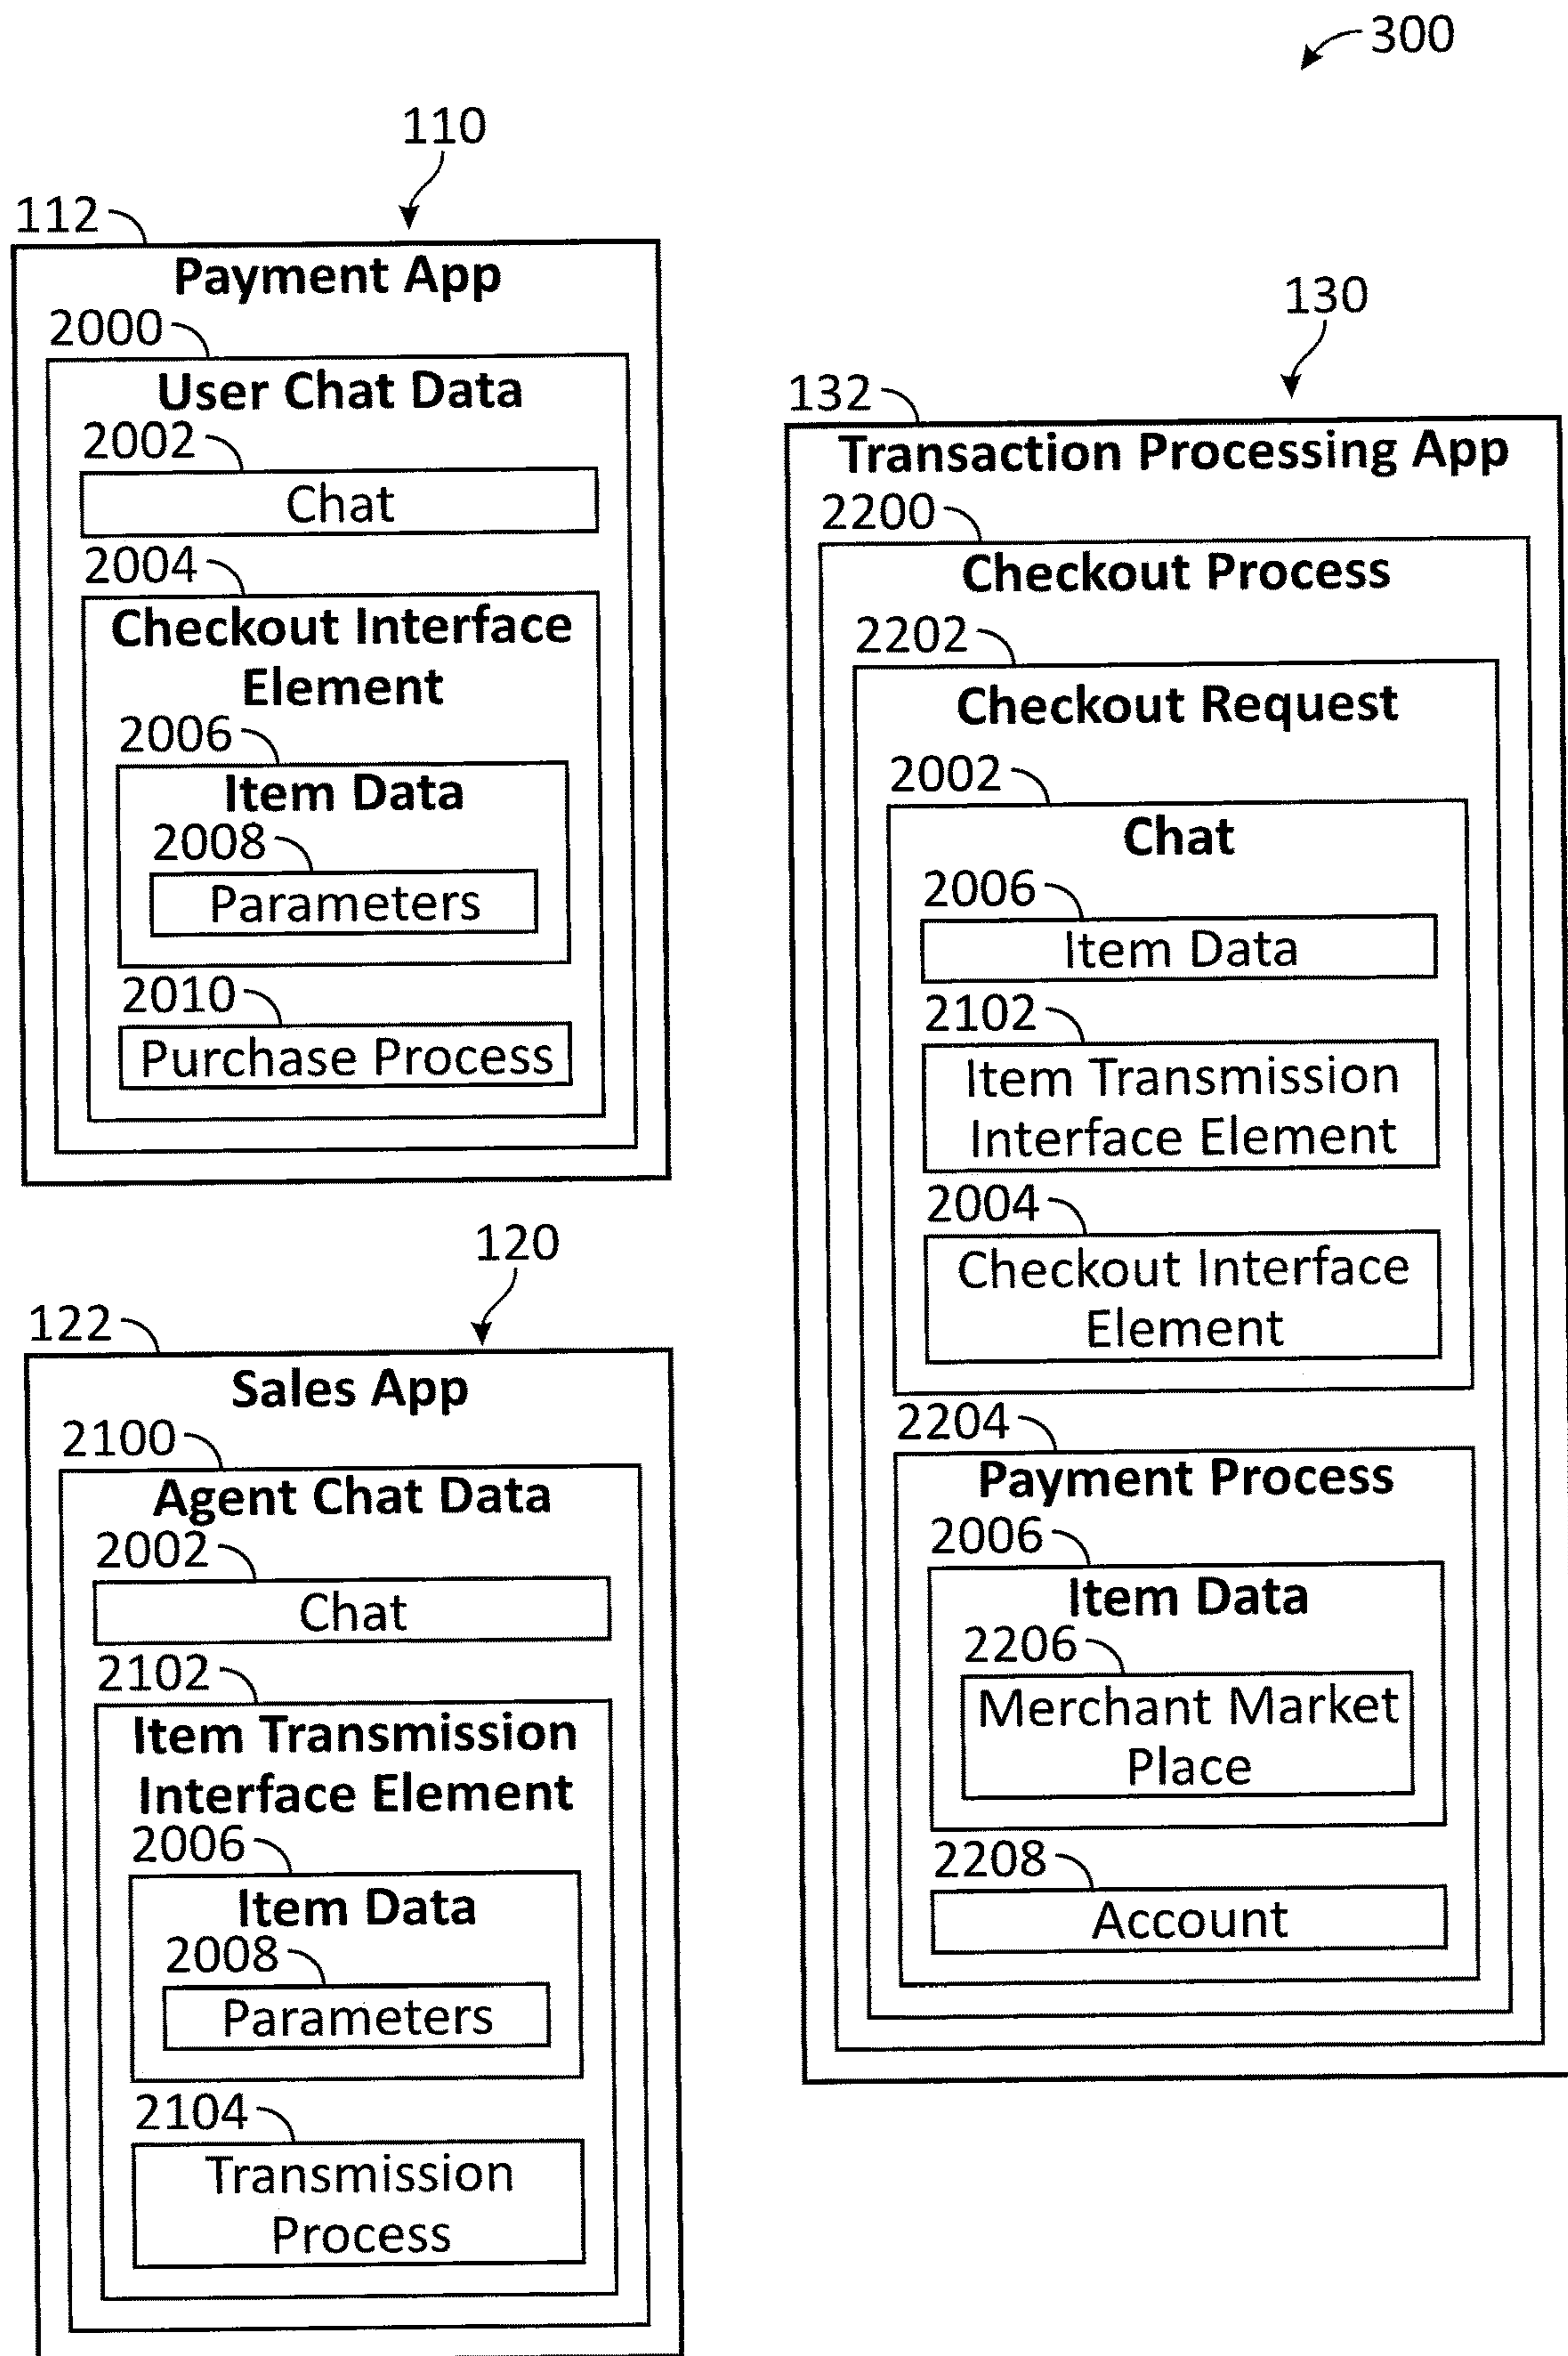 300
110
112
Payment App
2000
User Chat Data
2002
Chat
2004
Checkout Interface
Element
2006
Item Data
2008
Parameters
2010
Purchase Process
120
122
Sales App
2100
Agent Chat Data
2002
Chat
2102
Item Transmission
Interface Element
2006
Item Data
2008
Parameters
2104
Transmission
Process
130
132
Transaction Processing App
2200
Checkout Process
2202
Checkout Request
2002
Chat
2006
Item Data
2102
Item Transmission
Interface Element
2004
Checkout Interface
Element
2204
Payment Process
2006
Item Data
2206
Merchant Market
Place
2208
Account